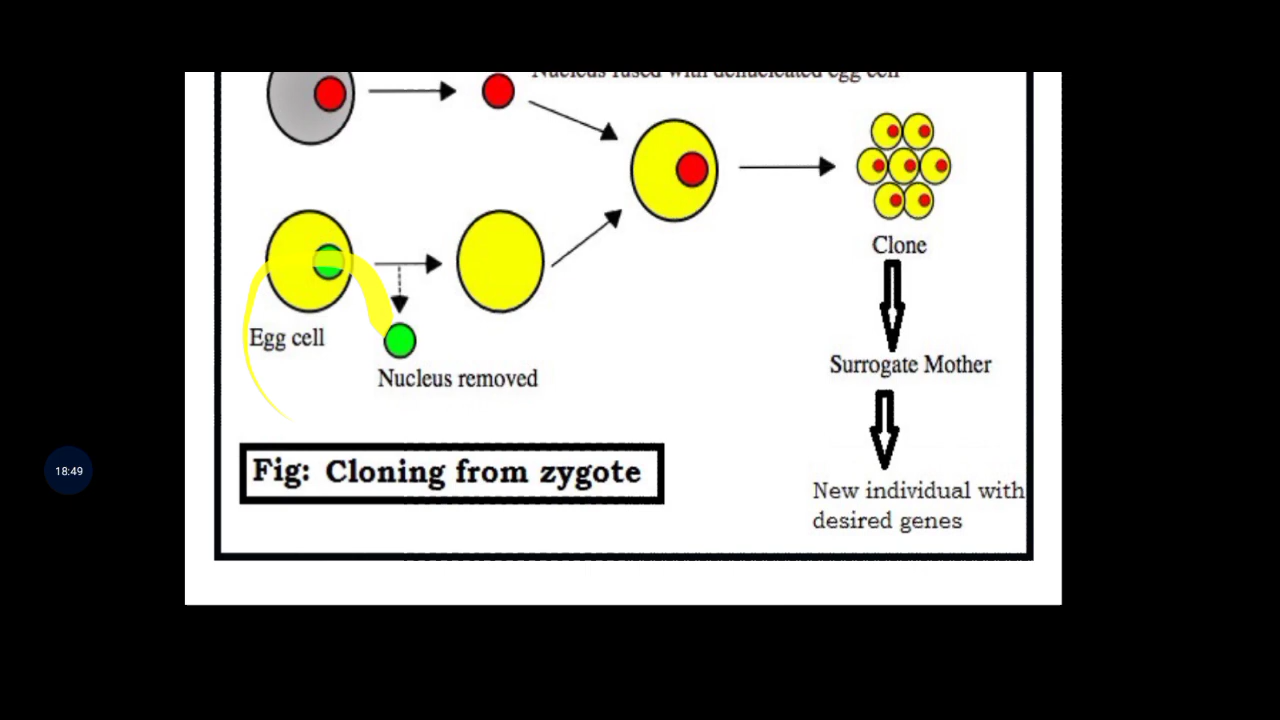 Nucleus fused with denucleated egg cell
Clone
Egg cell
Nucleus removed
Surrogate Mother
Fig: Cloning from zygote
18:49
New individual with
desired genes